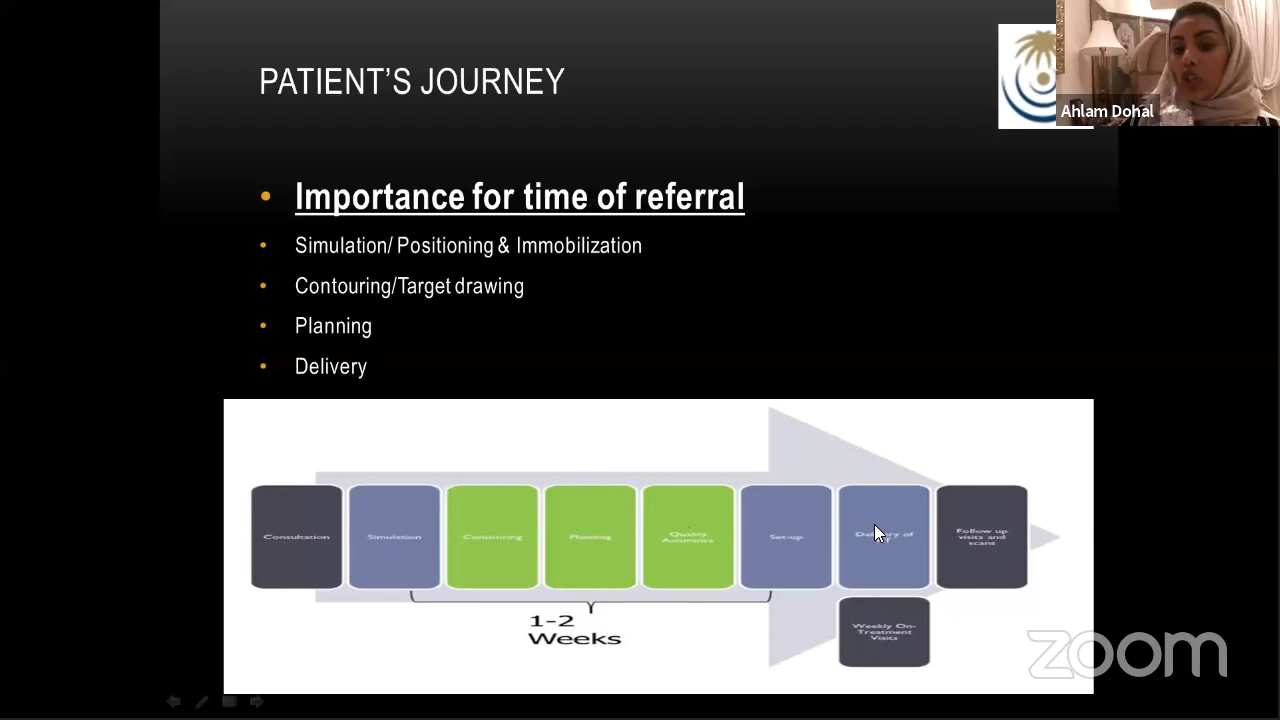 PATIENT'S JOURNEY
Ahlam Dohal
• Importance for time of referral
• Simulation/ Positioning & Immobilization
• Contouring/Target drawing
• Planning
• Delivery
Consultation
Simulation
Contouring
Planning
Quality
Assurance
Set-up
Delivery of
Follow up
visits and
scans
1-2
Weeks
Weekly On-
Treatment
Visits
zoom